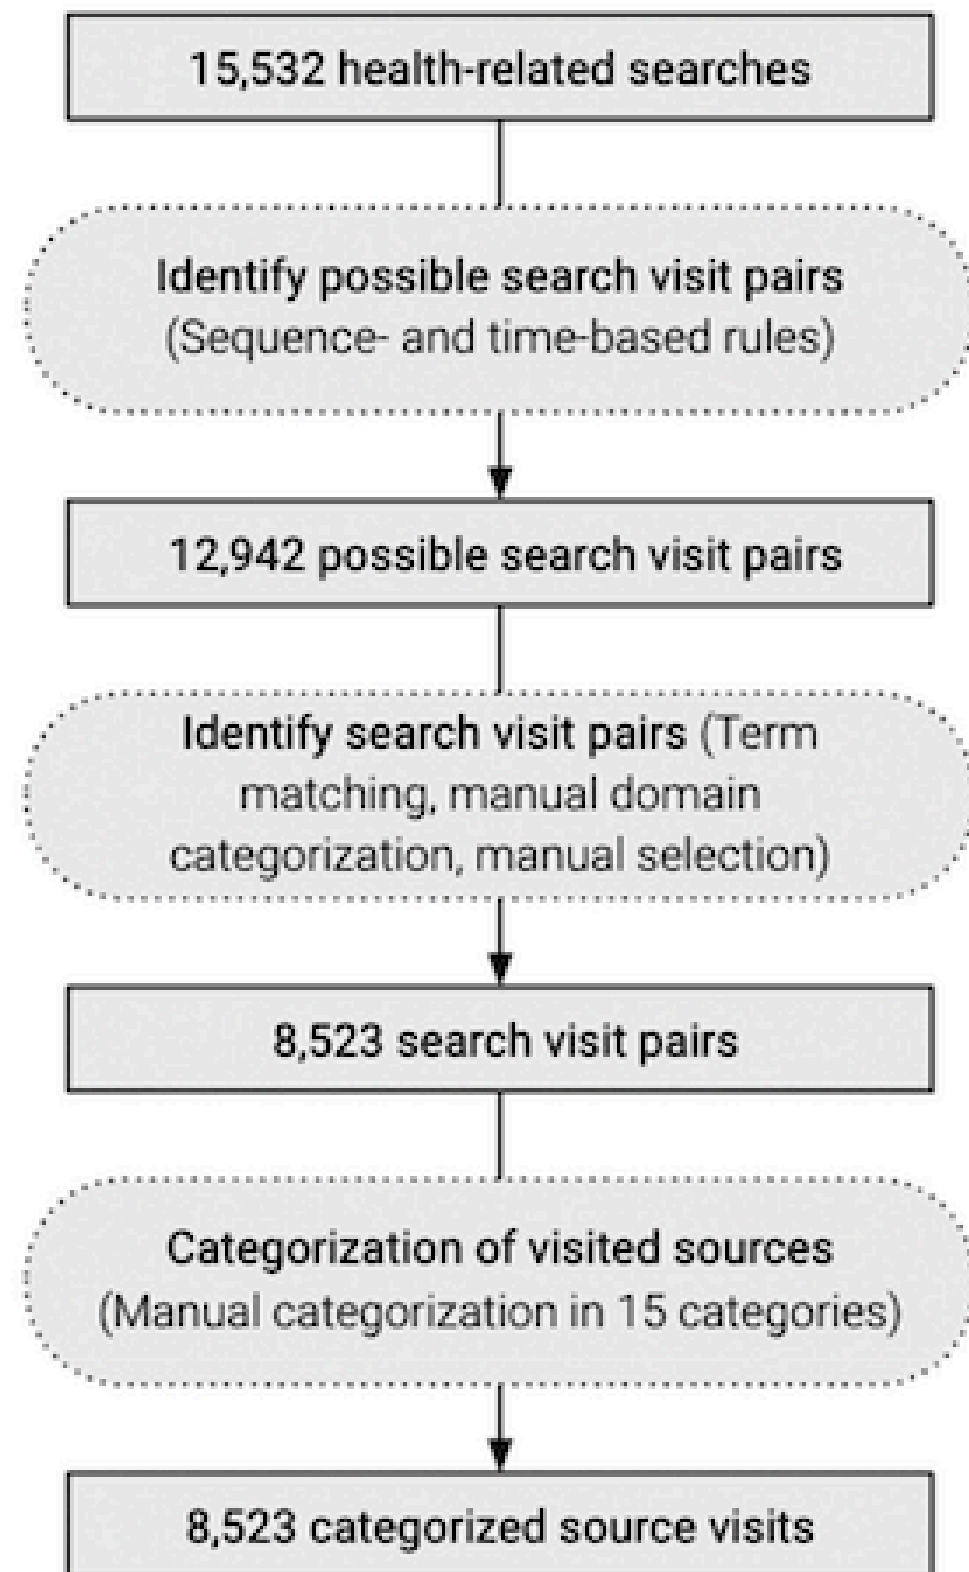 15,532 health-related searches
Identify possible search visit pairs
(Sequence- and time-based rules)
12,942 possible search visit pairs
Identify search visit pairs (Term
matching, manual domain
categorization, manual selection)
8,523 search visit pairs
Categorization of visited sources
(Manual categorization in 15 categories)
8,523 categorized source visits